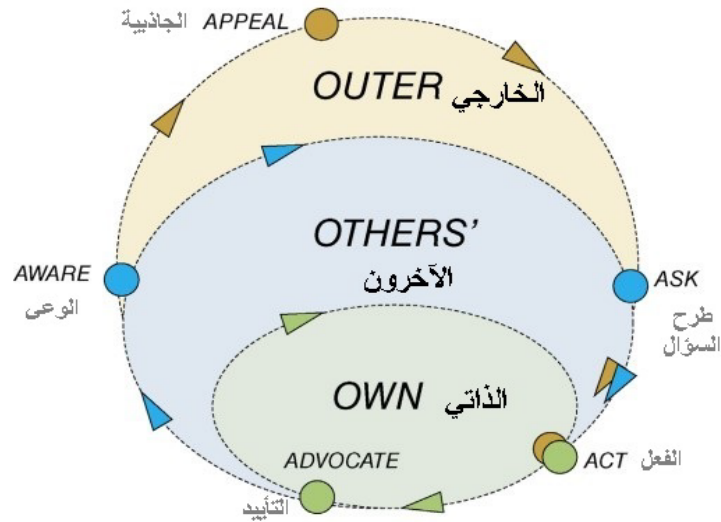 الجاذبية APPEAL
OUTER الخارجي
OTHERS'
الآخرون
AWARE
الوعي
ASK
طرح
السؤال
OWN الذاتي
ADVOCATE
التأييد
ACT الفعل